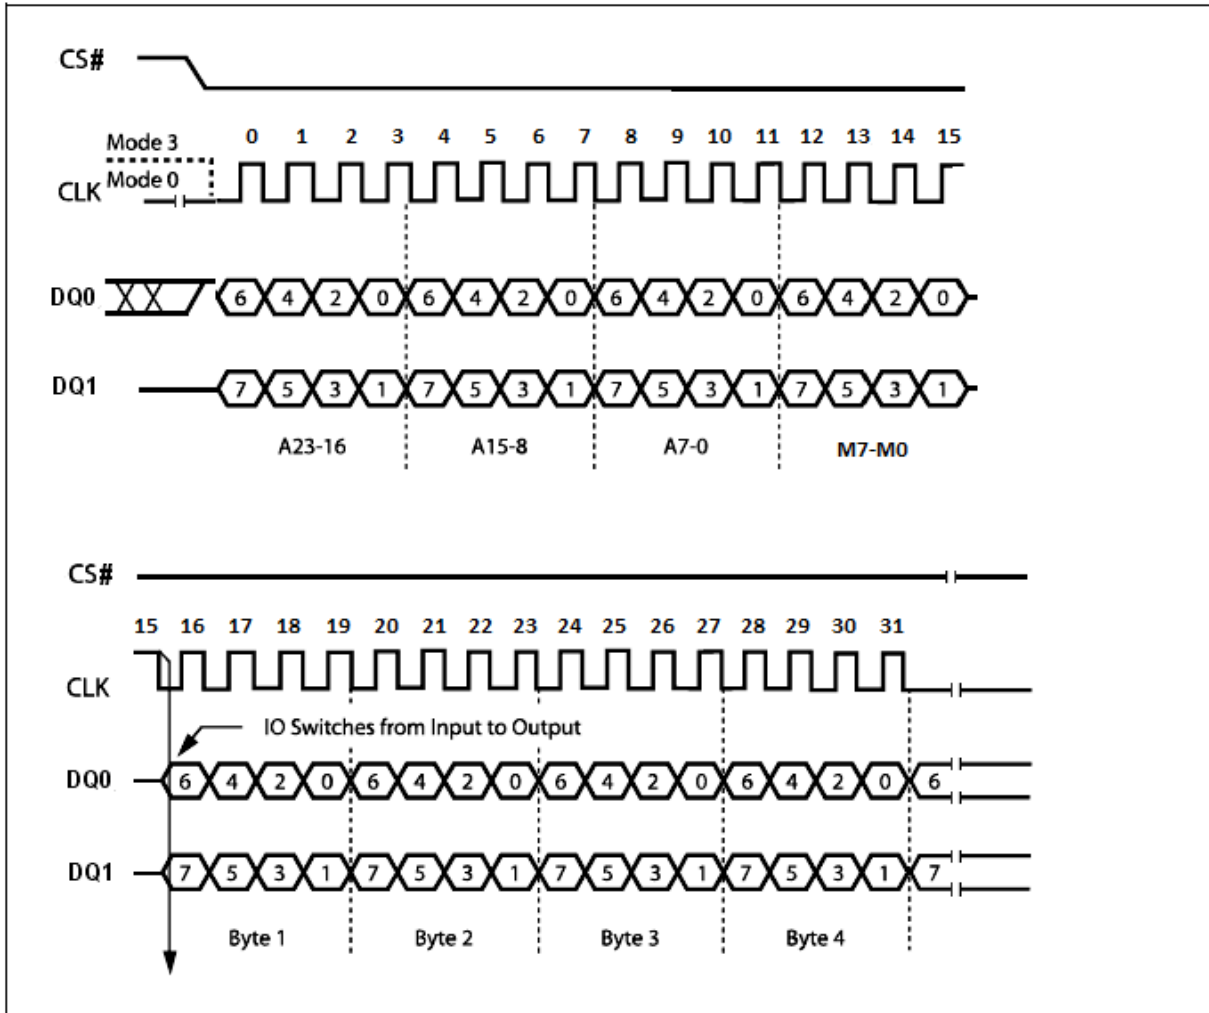 CS#
0 1 2 3 4 5 6 7 8 9 10 11 12 13 14 15
Mode 3
Mode 0
CLK
DQ0 6 4 2 0 6 4 2 0 6 4 2 0 6 4 2 0
DQ1 7 5 3 1 7 5 3 1 7 5 3 1 7 5 3 1
A23-16 A15-8 A7-0 M7-M0
CS#
15 16 17 18 19 20 21 22 23 24 25 26 27 28 29 30 31
CLK
IO Switches from Input to Output
DQ0 6 4 2 0 6 4 2 0 6 4 2 0 6 4 2 0 6
DQ1 7 5 3 1 7 5 3 1 7 5 3 1 7 5 3 1 7
Byte 1 Byte 2 Byte 3 Byte 4